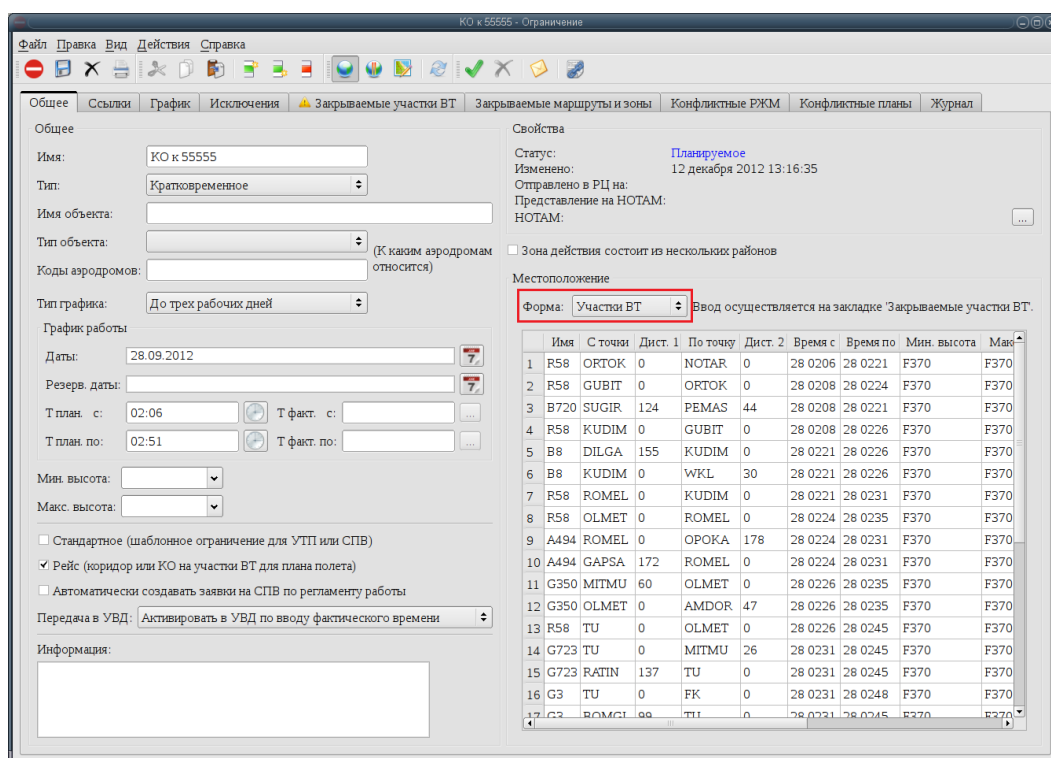 КО к 55555 - Ограничение
Файл Правка Вид Действия Справка
Общее Ссылки График Исключения Закрываемые участки ВТ Закрываемые маршруты и зоны Конфликтные РЖМ Конфликтные планы Журнал
Общее
Имя: КО к 55555
Тип: Кратковременное
Имя объекта:
Тип объекта:
(К каким аэродромам
относится)
Коды аэродромов:
Тип графика: До трех рабочих дней
График работы
Даты: 28.09.2012 7
Резерв. даты: 7
Т план. с: 02:06 Т факт. с: ...
Т план. по: 02:51 Т факт. по: ...
Мин. высота:
Макс. высота:
Стандартное (шаблонное ограничение для УТП или СПВ)
Рейс (коридор или КО на участки ВТ для плана полета)
Автоматически создавать заявки на СПВ по регламенту работы
Передача в УВД: Активировать в УВД по вводу фактического времени
Информация:
Свойства
Статус: Планируемое
Изменено: 12 декабря 2012 13:16:35
Отправлено в РЦ на:
Представление на НОТАМ:
НОТАМ: ...
Зона действия состоит из нескольких районов
Местоположение
Форма: Участки ВТ Ввод осуществляется на закладке 'Закрываемые участки ВТ'.
Имя С точки Дист. 1 По точку Дист. 2 Время с Время по Мин. высота Мак
1 R58 ORTOK 0 NOTAR 0 28 0206 28 0221 F370 F370
2 R58 GUBIT 0 ORTOK 0 28 0208 28 0224 F370 F370
3 B720 SUGIR 124 PEMAS 44 28 0208 28 0221 F370 F370
4 R58 KUDIM 0 GUBIT 0 28 0208 28 0226 F370 F370
5 B8 DILGA 155 KUDIM 0 28 0221 28 0226 F370 F370
6 B8 KUDIM 0 WKL 30 28 0221 28 0226 F370 F370
7 R58 ROMEL 0 KUDIM 0 28 0221 28 0231 F370 F370
8 R58 OLMET 0 ROMEL 0 28 0224 28 0235 F370 F370
9 A494 ROMEL 0 OPOKA 178 28 0224 28 0231 F370 F370
10 A494 GAPSA 172 ROMEL 0 28 0224 28 0231 F370 F370
11 G350 MITMU 60 OLMET 0 28 0226 28 0235 F370 F370
12 G350 OLMET 0 AMDOR 47 28 0226 28 0235 F370 F370
13 R58 TU 0 OLMET 0 28 0226 28 0245 F370 F370
14 G723 TU 0 MITMU 26 28 0231 28 0245 F370 F370
15 G723 RATIN 137 TU 0 28 0231 28 0245 F370 F370
16 G3 TU 0 FK 0 28 0231 28 0248 F370 F370
17 G3 BOMGI 99 TU 0 28 0231 28 0245 F370 F370